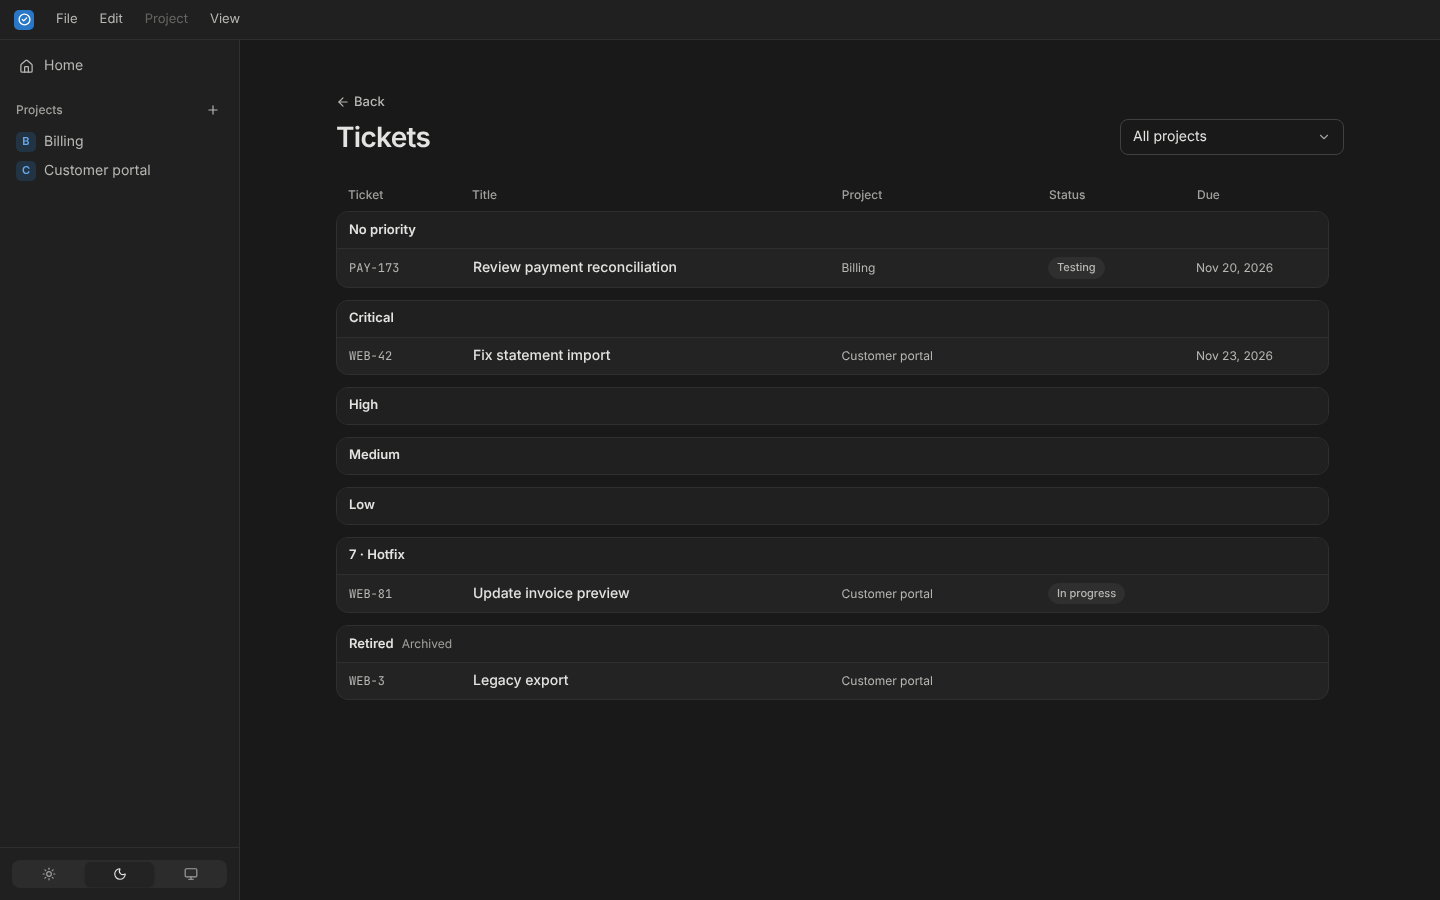 File Edit Project View
Home
Projects
B Billing
C Customer portal
Back
Tickets
All projects
Ticket Title Project Status Due
No priority
PAY-173 Review payment reconciliation Billing Testing Nov 20, 2026
Critical
WEB-42 Fix statement import Customer portal Nov 23, 2026
High
Medium
Low
7 · Hotfix
WEB-81 Update invoice preview Customer portal In progress
Retired Archived
WEB-3 Legacy export Customer portal